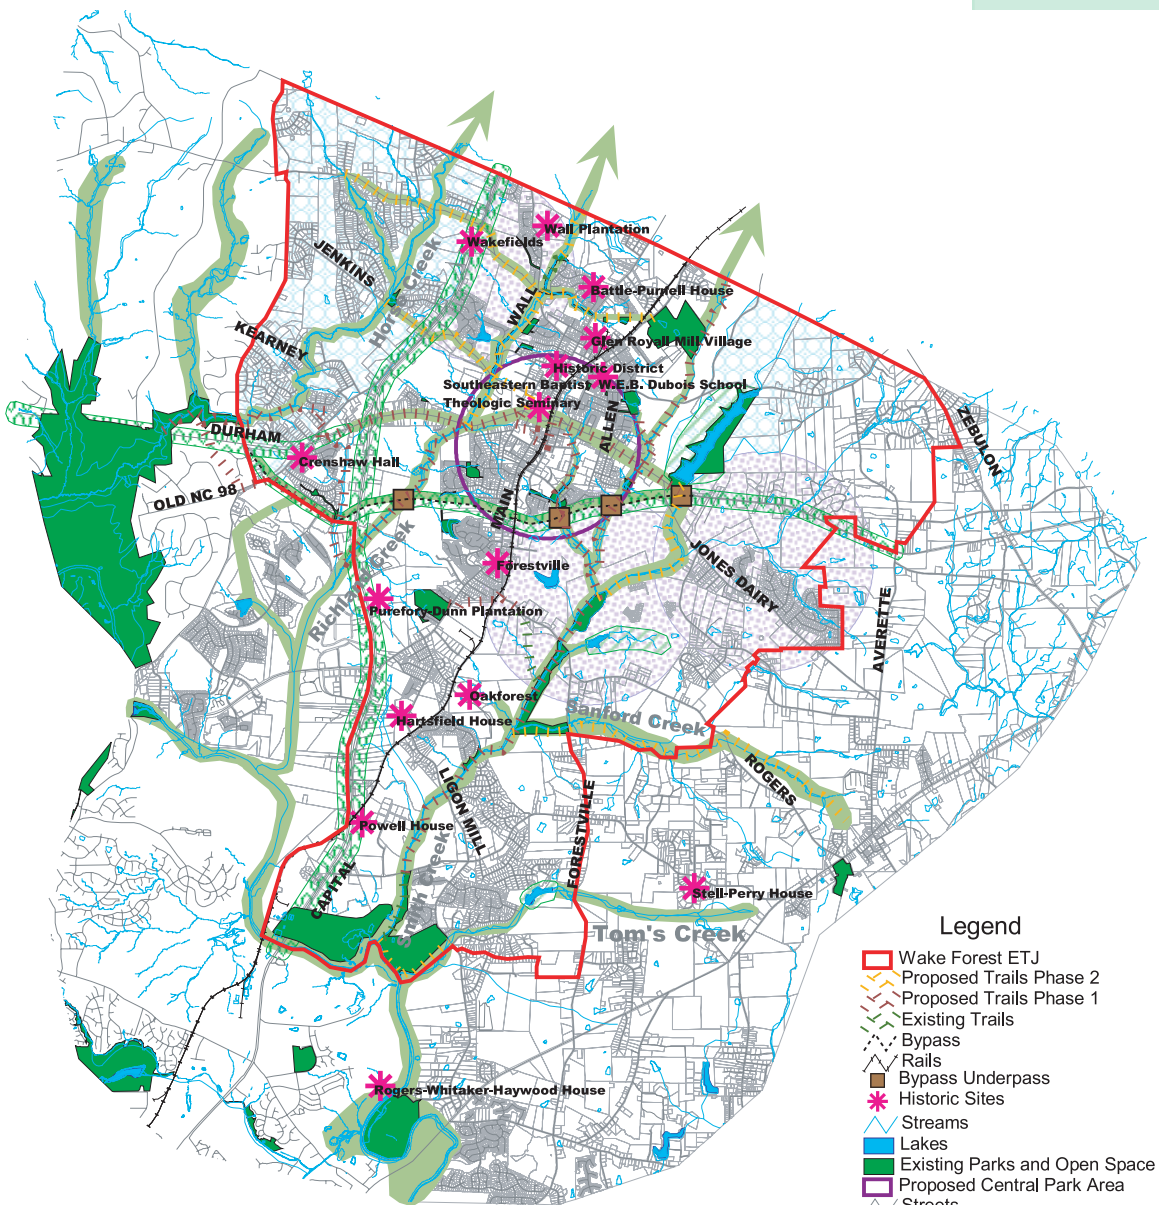 Wall Plantation
Wakefields
JENKINS
Horse Creek
WALL
Battle-Purnell House
KEARNEY
Glen Royall Mill Village
Historic District
Southeastern Baptist
W.E.B. Dubois School
Theologic Seminary
ALLEN
ZEBULON
DURHAM
Crenshaw Hall
OLD NC 98
MAIN
Richland Creek
Forestville
JONES DAIRY
Purefory-Dunn Plantation
AVERETTE
Oakforest
Hartsfield House
Sanford Creek
ROGERS
LIGON MILL
FORESTVILLE
Powell House
Smith Creek
CAPITAL
Stell-Perry House
Tom's Creek
Rogers-Whitaker-Haywood House
Legend
Wake Forest ETJ
Proposed Trails Phase 2
Proposed Trails Phase 1
Existing Trails
Bypass
Rails
Bypass Underpass
Historic Sites
Streams
Lakes
Existing Parks and Open Space
Proposed Central Park Area
Streets